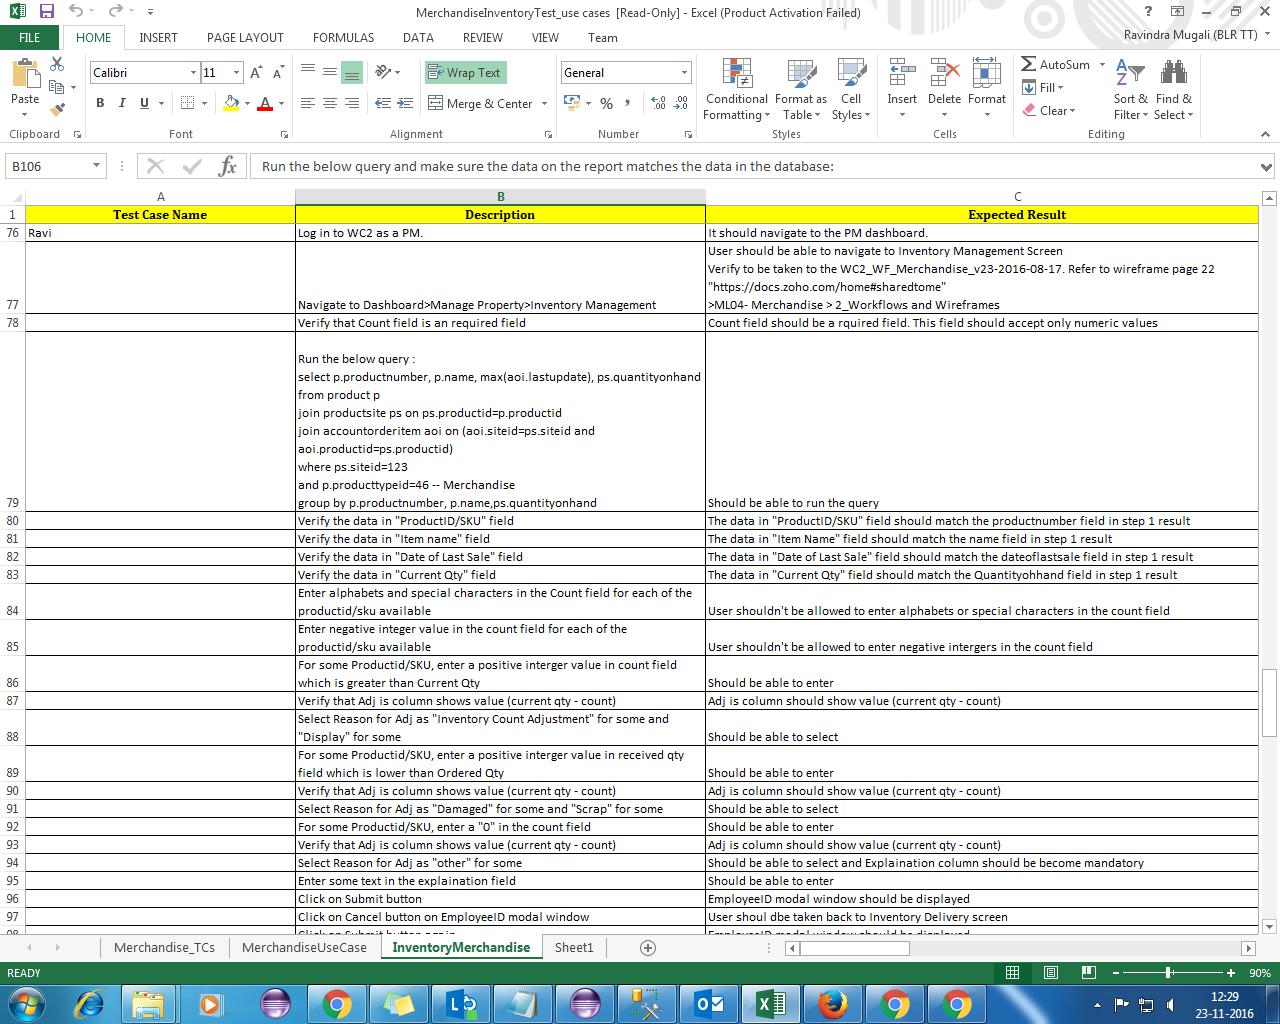 MerchandiseInventoryTest_use cases [Read-Only] - Excel (Product Activation Failed)
FILE HOME INSERT PAGE LAYOUT FORMULAS DATA REVIEW VIEW Team Ravindra Mugali (BLR TT)
Calibri 11 Wrap Text General AutoSum
Paste Conditional Formatting Format as Table Cell Styles Insert Delete Format Fill Sort & Filter Find & Select
B I U A Merge & Center % , Clear
Clipboard Font Alignment Number Styles Cells Editing
B106 fx Run the below query and make sure the data on the report matches the data in the database:
A B C
1 Test Case Name Description Expected Result
76 Ravi Log in to WC2 as a PM. It should navigate to the PM dashboard.
User should be able to navigate to Inventory Management Screen
Verify to be taken to the WC2_WF_Merchandise_v23-2016-08-17. Refer to wireframe page 22
"https://docs.zoho.com/home#sharedtome"
77 Navigate to Dashboard>Manage Property>Inventory Management >ML04- Merchandise > 2_Workflows and Wireframes
78 Verify that Count field is an required field Count field should be a rquired field. This field should accept only numeric values
Run the below query :
select p.productnumber, p.name, max(aoi.lastupdate), ps.quantityonhand
from product p
join productsite ps on ps.productid=p.productid
join accountorderitem aoi on (aoi.siteid=ps.siteid and
aoi.productid=ps.productid)
where ps.siteid=123
and p.producttypeid=46 -- Merchandise
79 group by p.productnumber, p.name,ps.quantityonhand Should be able to run the query
80 Verify the data in "ProductID/SKU" field The data in "ProductID/SKU" field should match the productnumber field in step 1 result
81 Verify the data in "Item name" field The data in "Item Name" field should match the name field in step 1 result
82 Verify the data in "Date of Last Sale" field The data in "Date of Last Sale" field should match the dateoflastsale field in step 1 result
83 Verify the data in "Current Qty" field The data in "Current Qty" field should match the Quantityohhand field in step 1 result
Enter alphabets and special characters in the Count field for each of the
84 productid/sku available User shouldn't be allowed to enter alphabets or special characters in the count field
Enter negative integer value in the count field for each of the
85 productid/sku available User shouldn't be allowed to enter negative intergers in the count field
For some Productid/SKU, enter a positive interger value in count field
86 which is greater than Current Qty Should be able to enter
87 Verify that Adj is column shows value (current qty - count) Adj is column should show value (current qty - count)
Select Reason for Adj as "Inventory Count Adjustment" for some and
88 "Display" for some Should be able to select
For some Productid/SKU, enter a positive interger value in received qty
89 field which is lower than Ordered Qty Should be able to enter
90 Verify that Adj is column shows value (current qty - count) Adj is column should show value (current qty - count)
91 Select Reason for Adj as "Damaged" for some and "Scrap" for some Should be able to select
92 For some Productid/SKU, enter a "0" in the count field Should be able to enter
93 Verify that Adj is column shows value (current qty - count) Adj is column should show value (current qty - count)
94 Select Reason for Adj as "other" for some Should be able to select and Explaination column should be become mandatory
95 Enter some text in the explaination field Should be able to enter
96 Click on Submit button EmployeeID modal window should be displayed
97 Click on Cancel button on EmployeeID modal window User shoul dbe taken back to Inventory Delivery screen
98 Click on Submit button again EmployeeID modal window should be displayed
Merchandise_TCs MerchandiseUseCase InventoryMerchandise Sheet1
READY 90%
12:29
23-11-2016